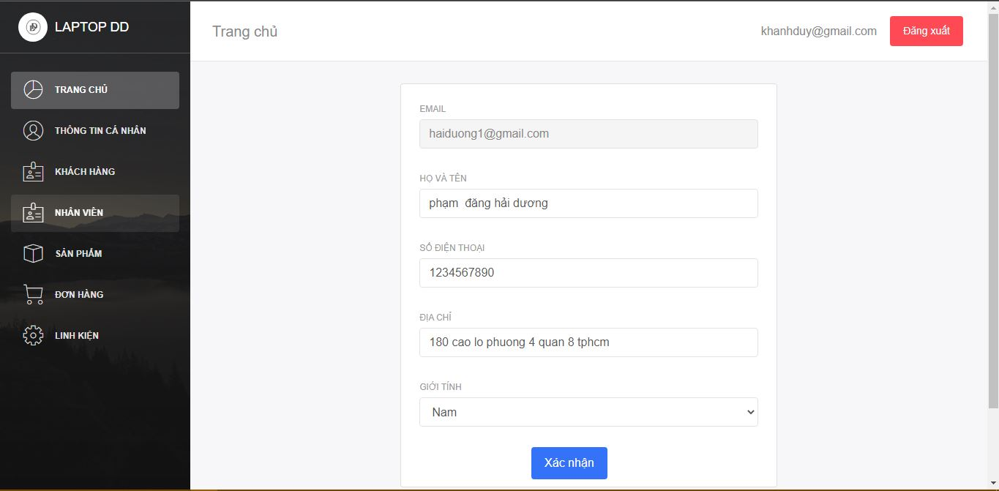 LAPTOP DD
TRANG CHỦ
THÔNG TIN CÁ NHÂN
KHÁCH HÀNG
NHÂN VIÊN
SẢN PHẨM
ĐƠN HÀNG
LINH KIỆN
Trang chủ
khanhduy@gmail.com
Đăng xuất
EMAIL
haiduong1@gmail.com
HỌ VÀ TÊN
phạm  đăng hải dương
SỐ ĐIỆN THOẠI
1234567890
ĐỊA CHỈ
180 cao lo phuong 4 quan 8 tphcm
GIỚI TÍNH
Nam
Xác nhận